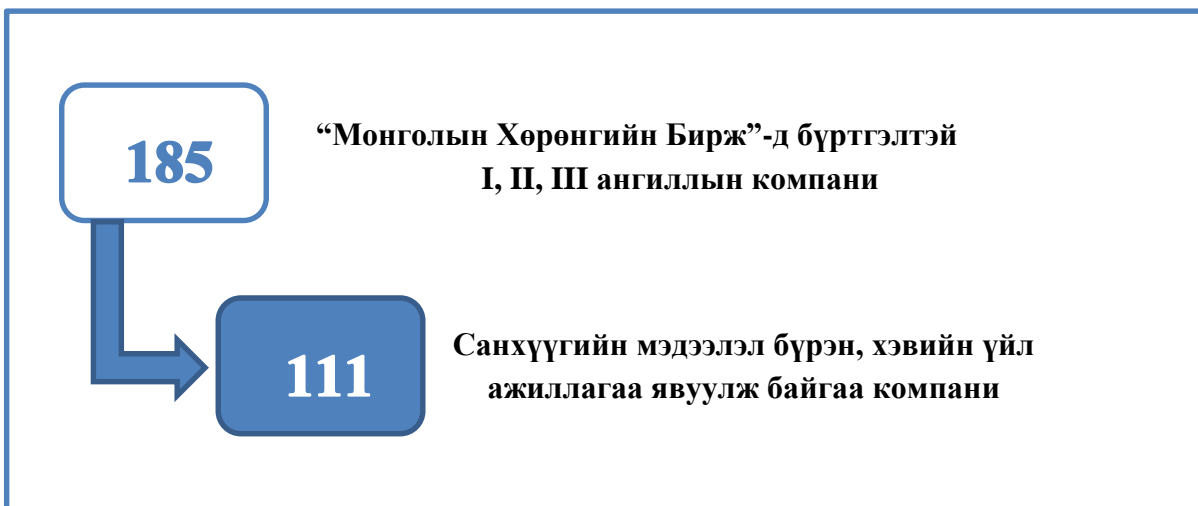 185
“Монголын Хөрөнгийн Бирж”-д бүртгэлтэй
I, II, III ангиллын компани
111
Санхүүгийн мэдээлэл бүрэн, хэвийн үйл
ажиллагаа явуулж байгаа компани